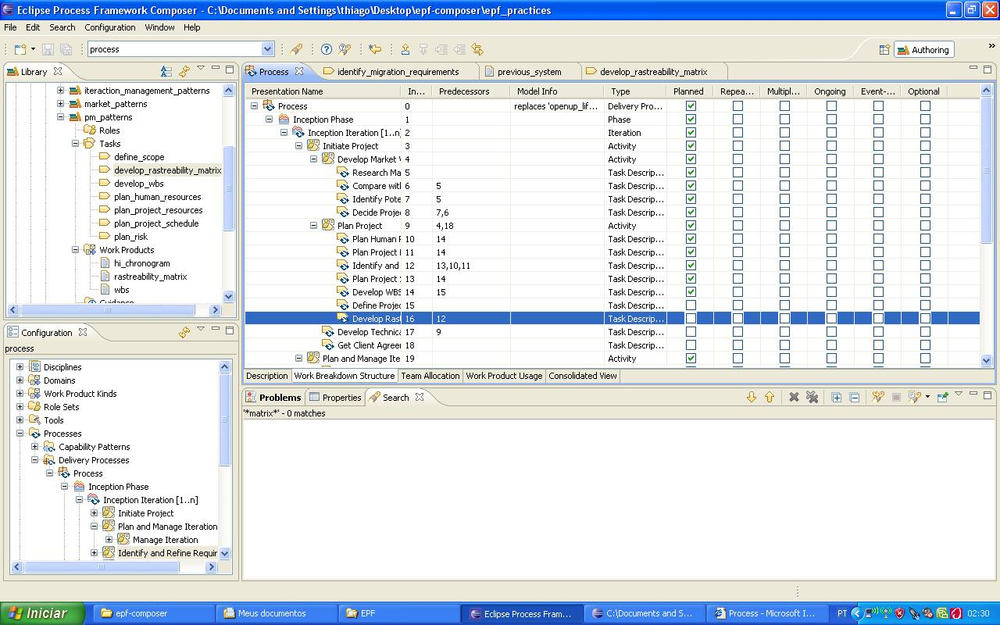 Eclipse Process Framework Composer - C:\Documents and Settings\thiago\Desktop\epf-composer\epf_practices
File Edit Search Configuration Window Help
process
Authoring
Library
iteraction_management_patterns
market_patterns
pm_patterns
Roles
Tasks
define_scope
develop_rastreability_matrix
develop_wbs
plan_human_resources
plan_project_resources
plan_project_schedule
plan_risk
Work Products
hi_chronogram
rastreability_matrix
wbs
Guidance
Configuration
process
Disciplines
Domains
Work Product Kinds
Role Sets
Tools
Processes
Capability Patterns
Delivery Processes
Process
Inception Phase
Inception Iteration [1..n]
Initiate Project
Plan and Manage Iteration
Manage Iteration
Identify and Refine Requir
Process identify_migration_requirements previous_system develop_rastreability_matrix
Presentation Name In... Predecessors Model Info Type Planned Repea... Multipl... Ongoing Event-... Optional
Process 0 replaces 'openup_lif... Delivery Pro...
Inception Phase 1 Phase
Inception Iteration [1..n] 2 Iteration
Initiate Project 3 Activity
Develop Market 4 Activity
Research Ma 5 Task Descrip...
Compare with 6 5 Task Descrip...
Identify Pote 7 5 Task Descrip...
Decide Proje 8 7,6 Task Descrip...
Plan Project 9 4,18 Activity
Plan Human 10 14 Task Descrip...
Plan Project 11 14 Task Descrip...
Identify and 12 13,10,11 Task Descrip...
Plan Project 13 14 Task Descrip...
Develop WBS 14 15 Task Descrip...
Define Proje 15 Task Descrip...
Develop Ras 16 12 Task Descrip...
Develop Technica 17 9 Task Descrip...
Get Client Agreer 18 Task Descrip...
Plan and Manage Ite 19 Activity
Description Work Breakdown Structure Team Allocation Work Product Usage Consolidated View
Problems Properties Search
'*matrix*' - 0 matches
Iniciar epf-composer Meus documentos EPF Eclipse Process Fram... C:\Documents and S... Process - Microsoft I... PT 02:30